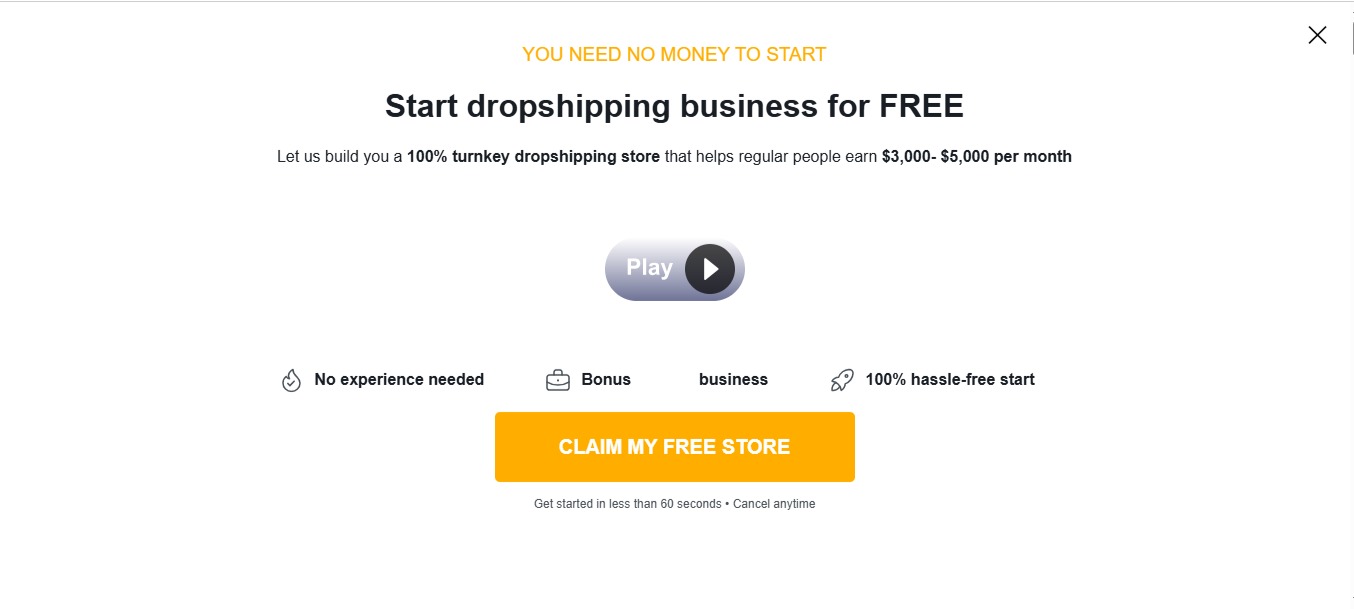 YOU NEED NO MONEY TO START
Start dropshipping business for FREE
Let us build you a 100% turnkey dropshipping store that helps regular people earn $3,000- $5,000 per month
Play
No experience needed Bonus business 100% hassle-free start
CLAIM MY FREE STORE
Get started in less than 60 seconds • Cancel anytime